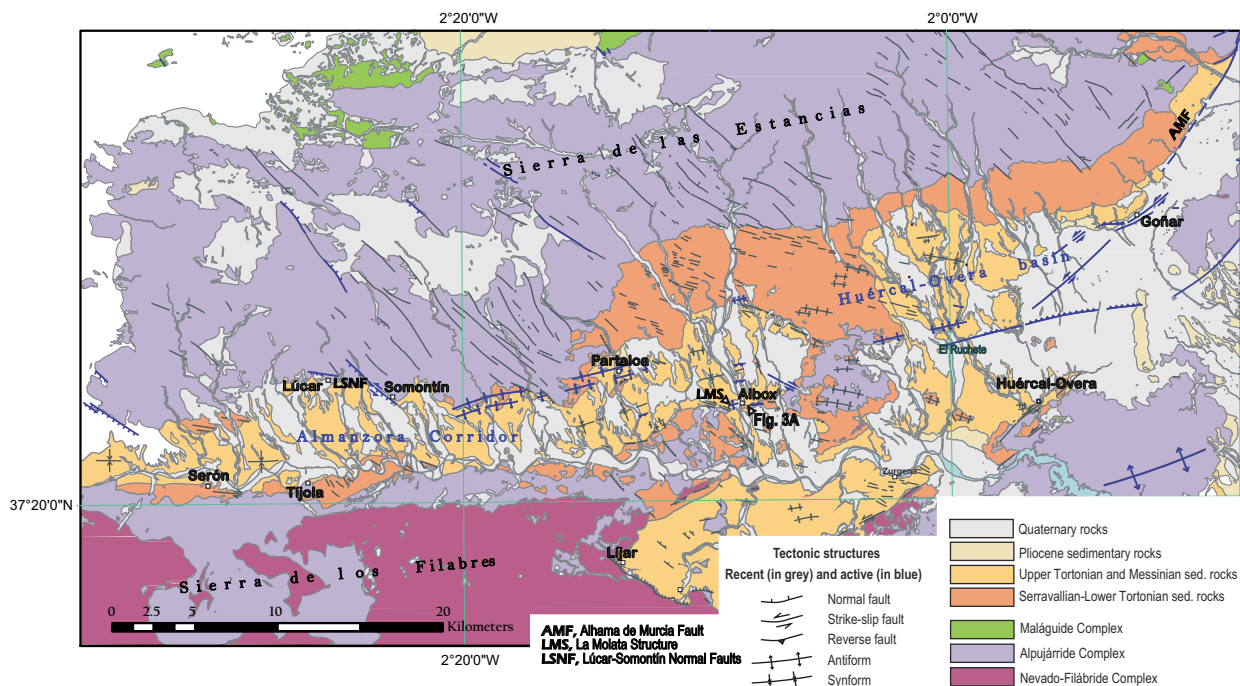 2°20'0"W
2°0'0"W
Sierra de las Estancias
AMF
Goñar
Huércal-Overa basin
El Ruchete
Partaloa
Lúcar
LSNF
Somontín
LMS
Albox
Fig. 3A
Huércal-Overa
Almanzora Corridor
Serón
Tíjola
Zurgena
37°20'0"N
Líjar
Sierra de los Filabres
0 2.5 5 10 20
Kilometers
AMF, Alhama de Murcia Fault
LMS, La Molata Structure
LSNF, Lúcar-Somontín Normal Faults
2°20'0"W
Tectonic structures
Recent (in grey) and active (in blue)
Normal fault
Strike-slip fault
Reverse fault
Antiform
Synform
Quaternary rocks
Pliocene sedimentary rocks
Upper Tortonian and Messinian sed. rocks
Serravallian-Lower Tortonian sed. rocks
Maláguide Complex
Alpujárride Complex
Nevado-Filábride Complex